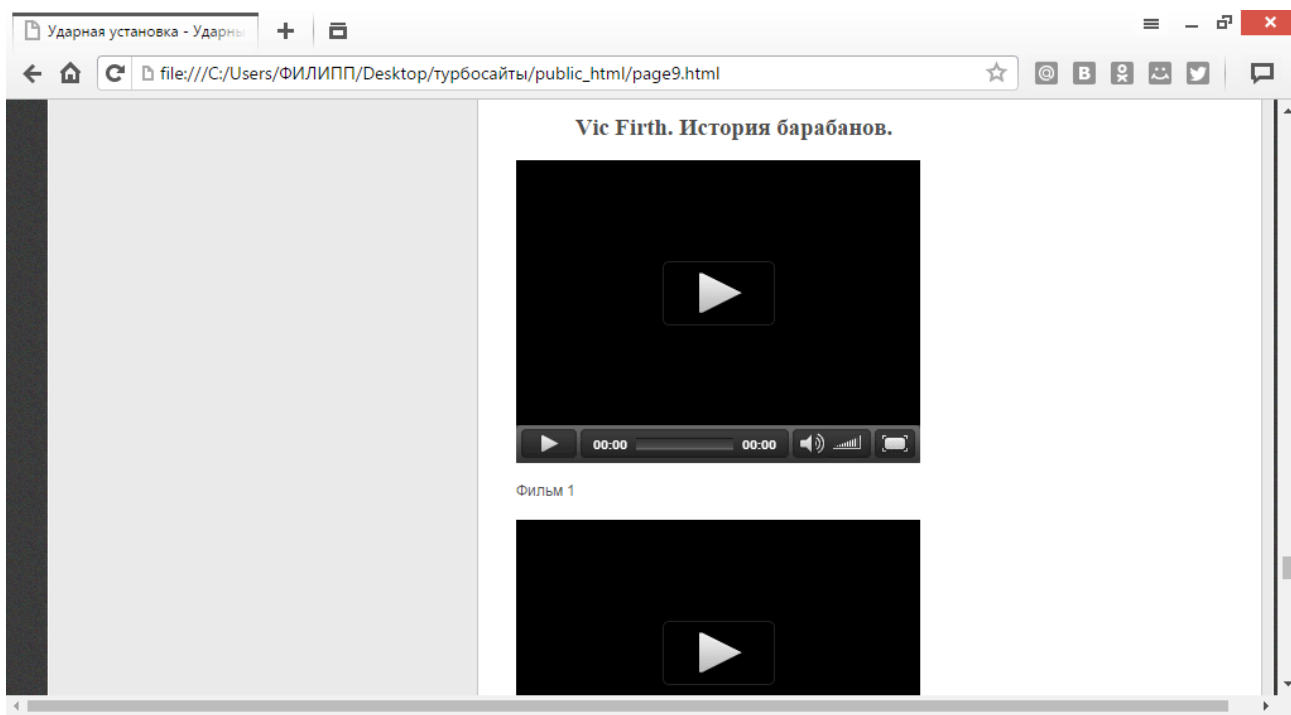 Ударная установка - Ударны
file:///C:/Users/ФИЛИПП/Desktop/турбосайты/public_html/page9.html
Vic Firth. История барабанов.
00:00 00:00
Фильм 1